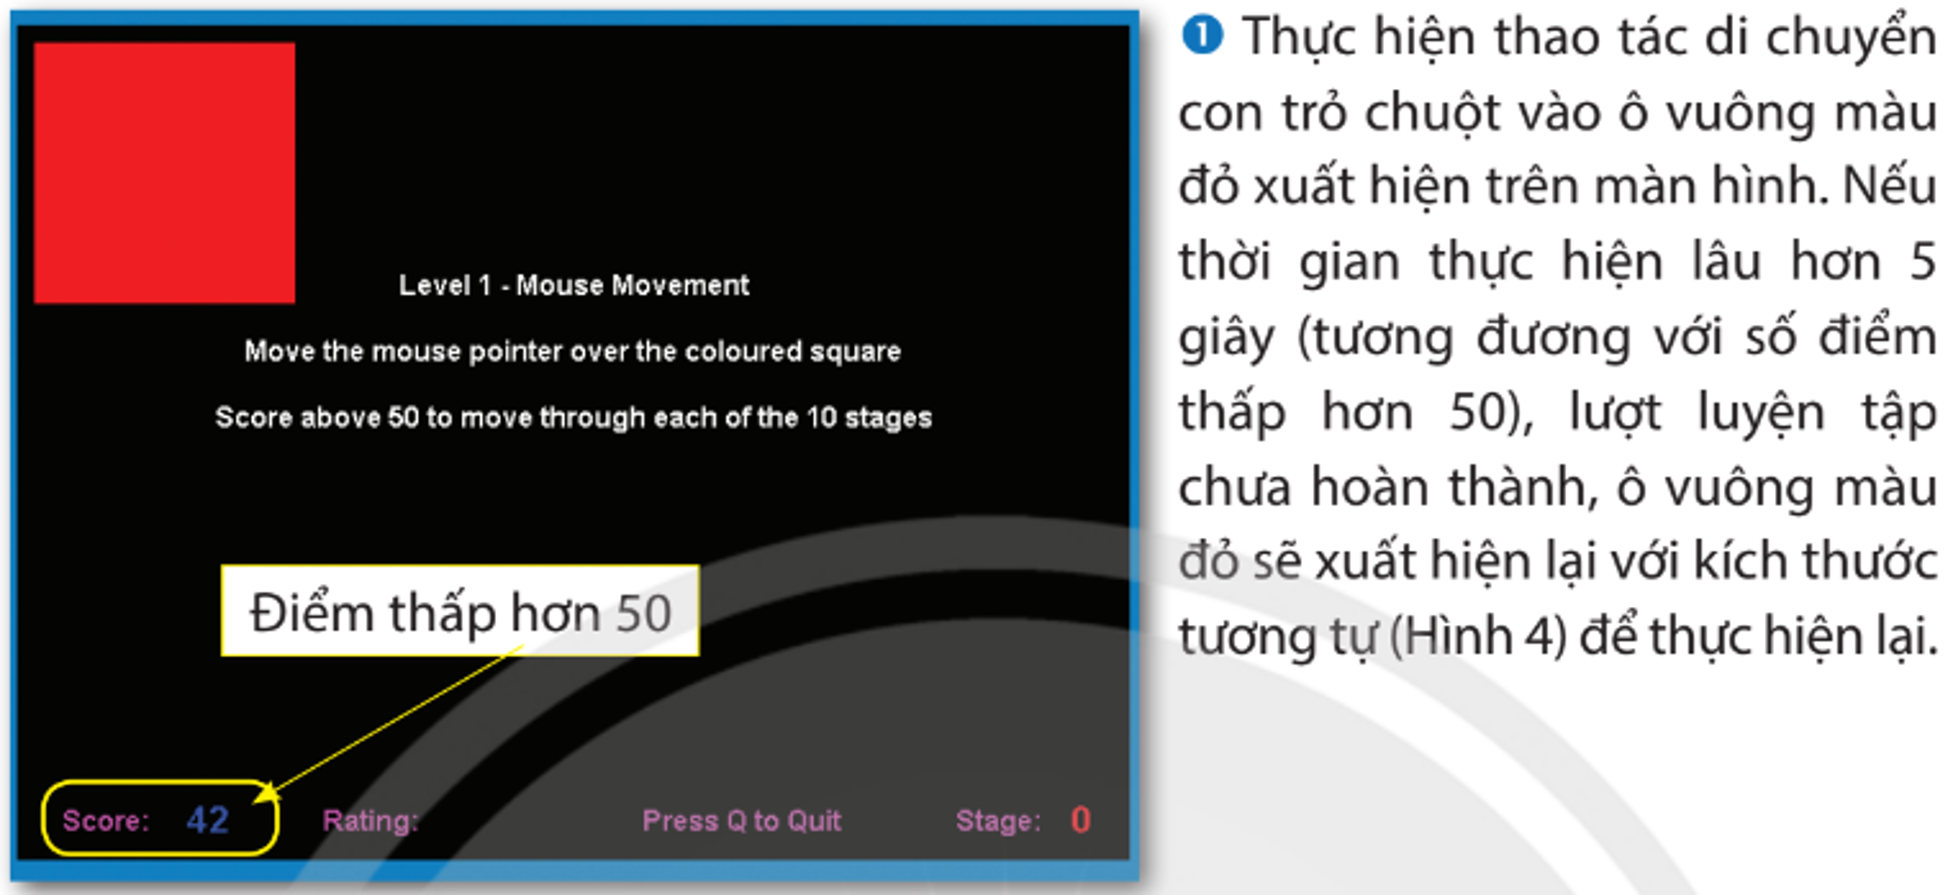 Level 1 - Mouse Movement
Move the mouse pointer over the coloured square
Score above 50 to move through each of the 10 stages
Điểm thấp hơn 50
Score: 42 Rating: Press Q to Quit Stage: 0
1 Thực hiện thao tác di chuyển
con trỏ chuột vào ô vuông màu
đỏ xuất hiện trên màn hình. Nếu
thời gian thực hiện lâu hơn 5
giây (tương đương với số điểm
thấp hơn 50), lượt luyện tập
chưa hoàn thành, ô vuông màu
đỏ sẽ xuất hiện lại với kích thước
tương tự (Hình 4) để thực hiện lại.